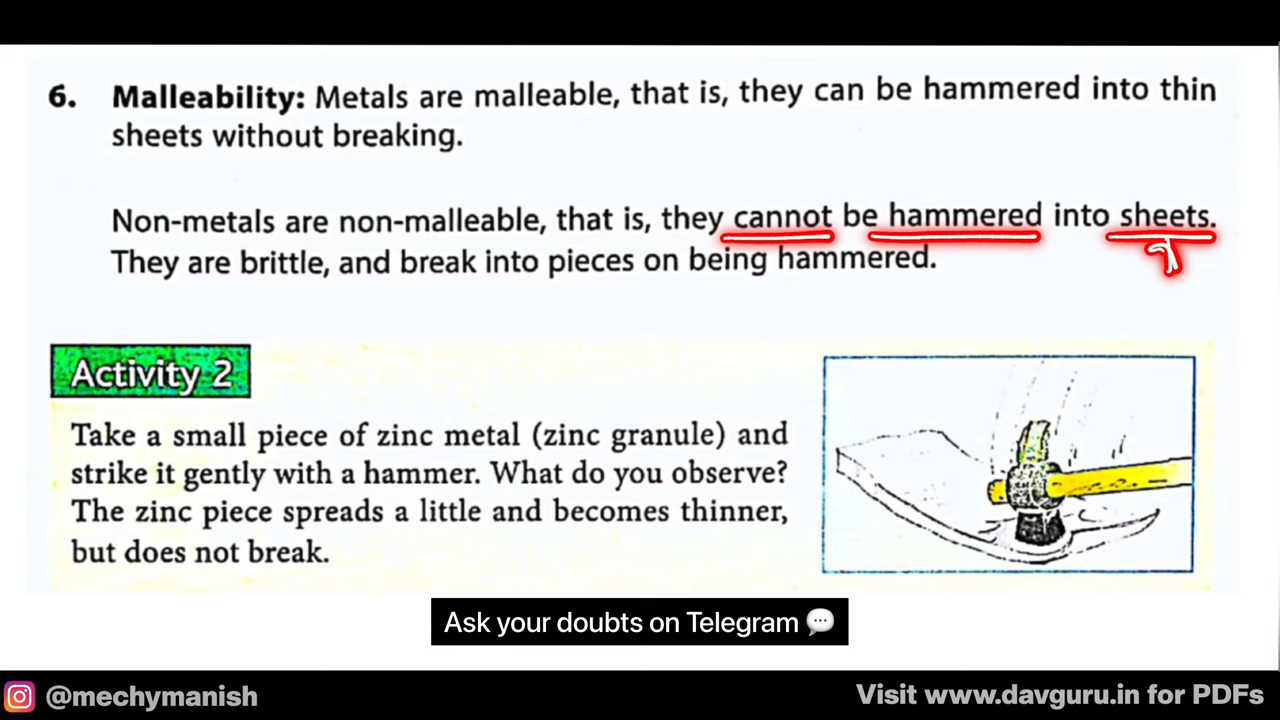 6. Malleability: Metals are malleable, that is, they can be hammered into thin
sheets without breaking.
Non-metals are non-malleable, that is, they cannot be hammered into sheets.
They are brittle, and break into pieces on being hammered.
Activity 2
Take a small piece of zinc metal (zinc granule) and
strike it gently with a hammer. What do you observe?
The zinc piece spreads a little and becomes thinner,
but does not break.
Ask your doubts on Telegram 💬
@mechymanish
Visit www.davguru.in for PDFs